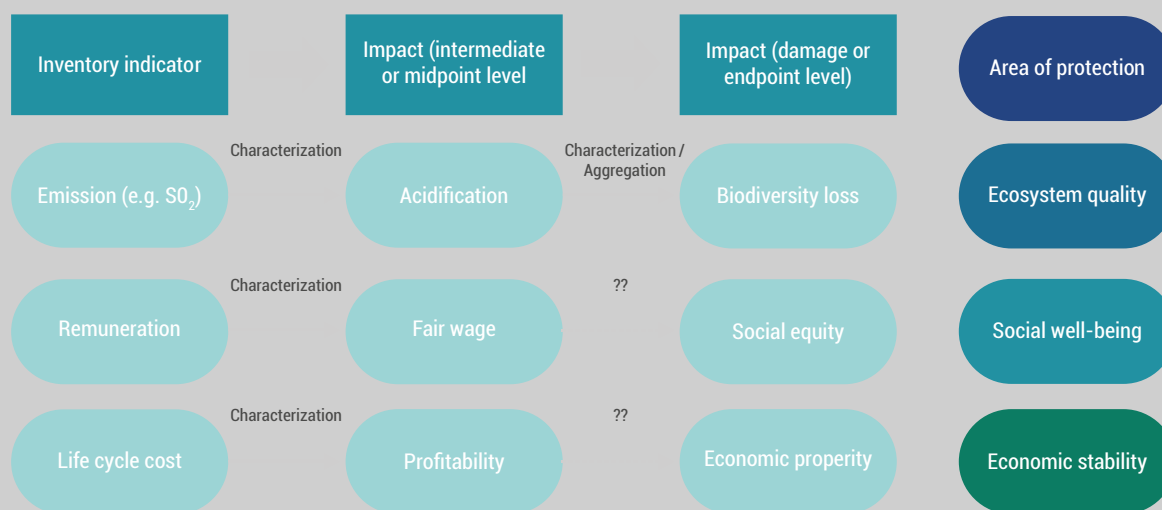 Inventory indicator
Impact (intermediate
or midpoint level
Impact (damage or
endpoint level)
Area of protection
Emission (e.g. SO₂)
Characterization
Acidification
Characterization /
Aggregation
Biodiversity loss
Ecosystem quality
Remuneration
Characterization
Fair wage
??
Social equity
Social well-being
Life cycle cost
Characterization
Profitability
??
Economic properity
Economic stability